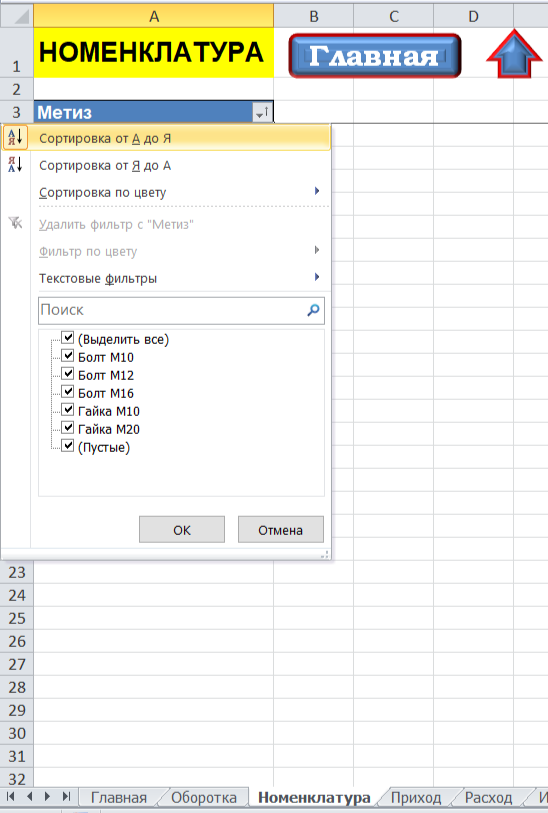 A B C D
1 НОМЕНКЛАТУРА Главная
2
3 Метиз
Сортировка от А до Я
Сортировка от Я до А
Сортировка по цвету
Удалить фильтр с "Метиз"
Фильтр по цвету
Текстовые фильтры
Поиск
(Выделить все)
Болт М10
Болт М12
Болт М16
Гайка М10
Гайка М20
(Пустые)
ОК Отмена
23
24
25
26
27
28
29
30
31
32
Главная Оборотка Номенклатура Приход Расход И